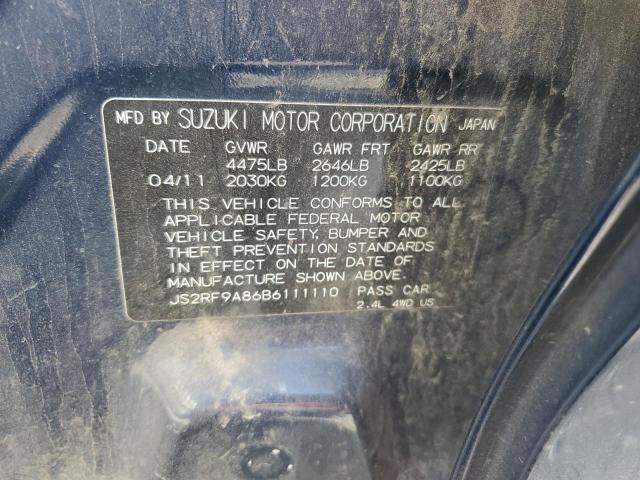 MFD BY SUZUKI MOTOR CORPORATION JAPAN
DATE GVWR GAWR FRT GAWR RR
4475LB 2646LB 2425LB
04/11 2030KG 1200KG 1100KG
THIS VEHICLE CONFORMS TO ALL
APPLICABLE FEDERAL MOTOR
VEHICLE SAFETY, BUMPER AND
THEFT PREVENTION STANDARDS
IN EFFECT ON THE DATE OF
MANUFACTURE SHOWN ABOVE.
JS2RF9A86B6111110 PASS CAR
2.4L 4WD US